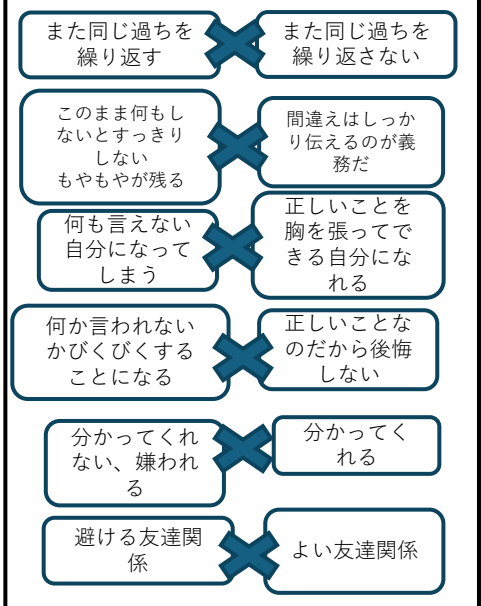 また同じ過ちを
繰り返す
また同じ過ちを
繰り返さない
このまま何もし
ないとすっきり
しない
もやもやが残る
間違えはしっか
り伝えるのが義
務だ
何も言えない
自分になって
しまう
正しいことを
胸を張ってで
きる自分にな
れる
何か言われない
かびくびくする
ことになる
正しいことな
のだから後悔
しない
分かってくれ
ない、嫌われ
る
分かってく
れる
避ける友達関
係
よい友達関係